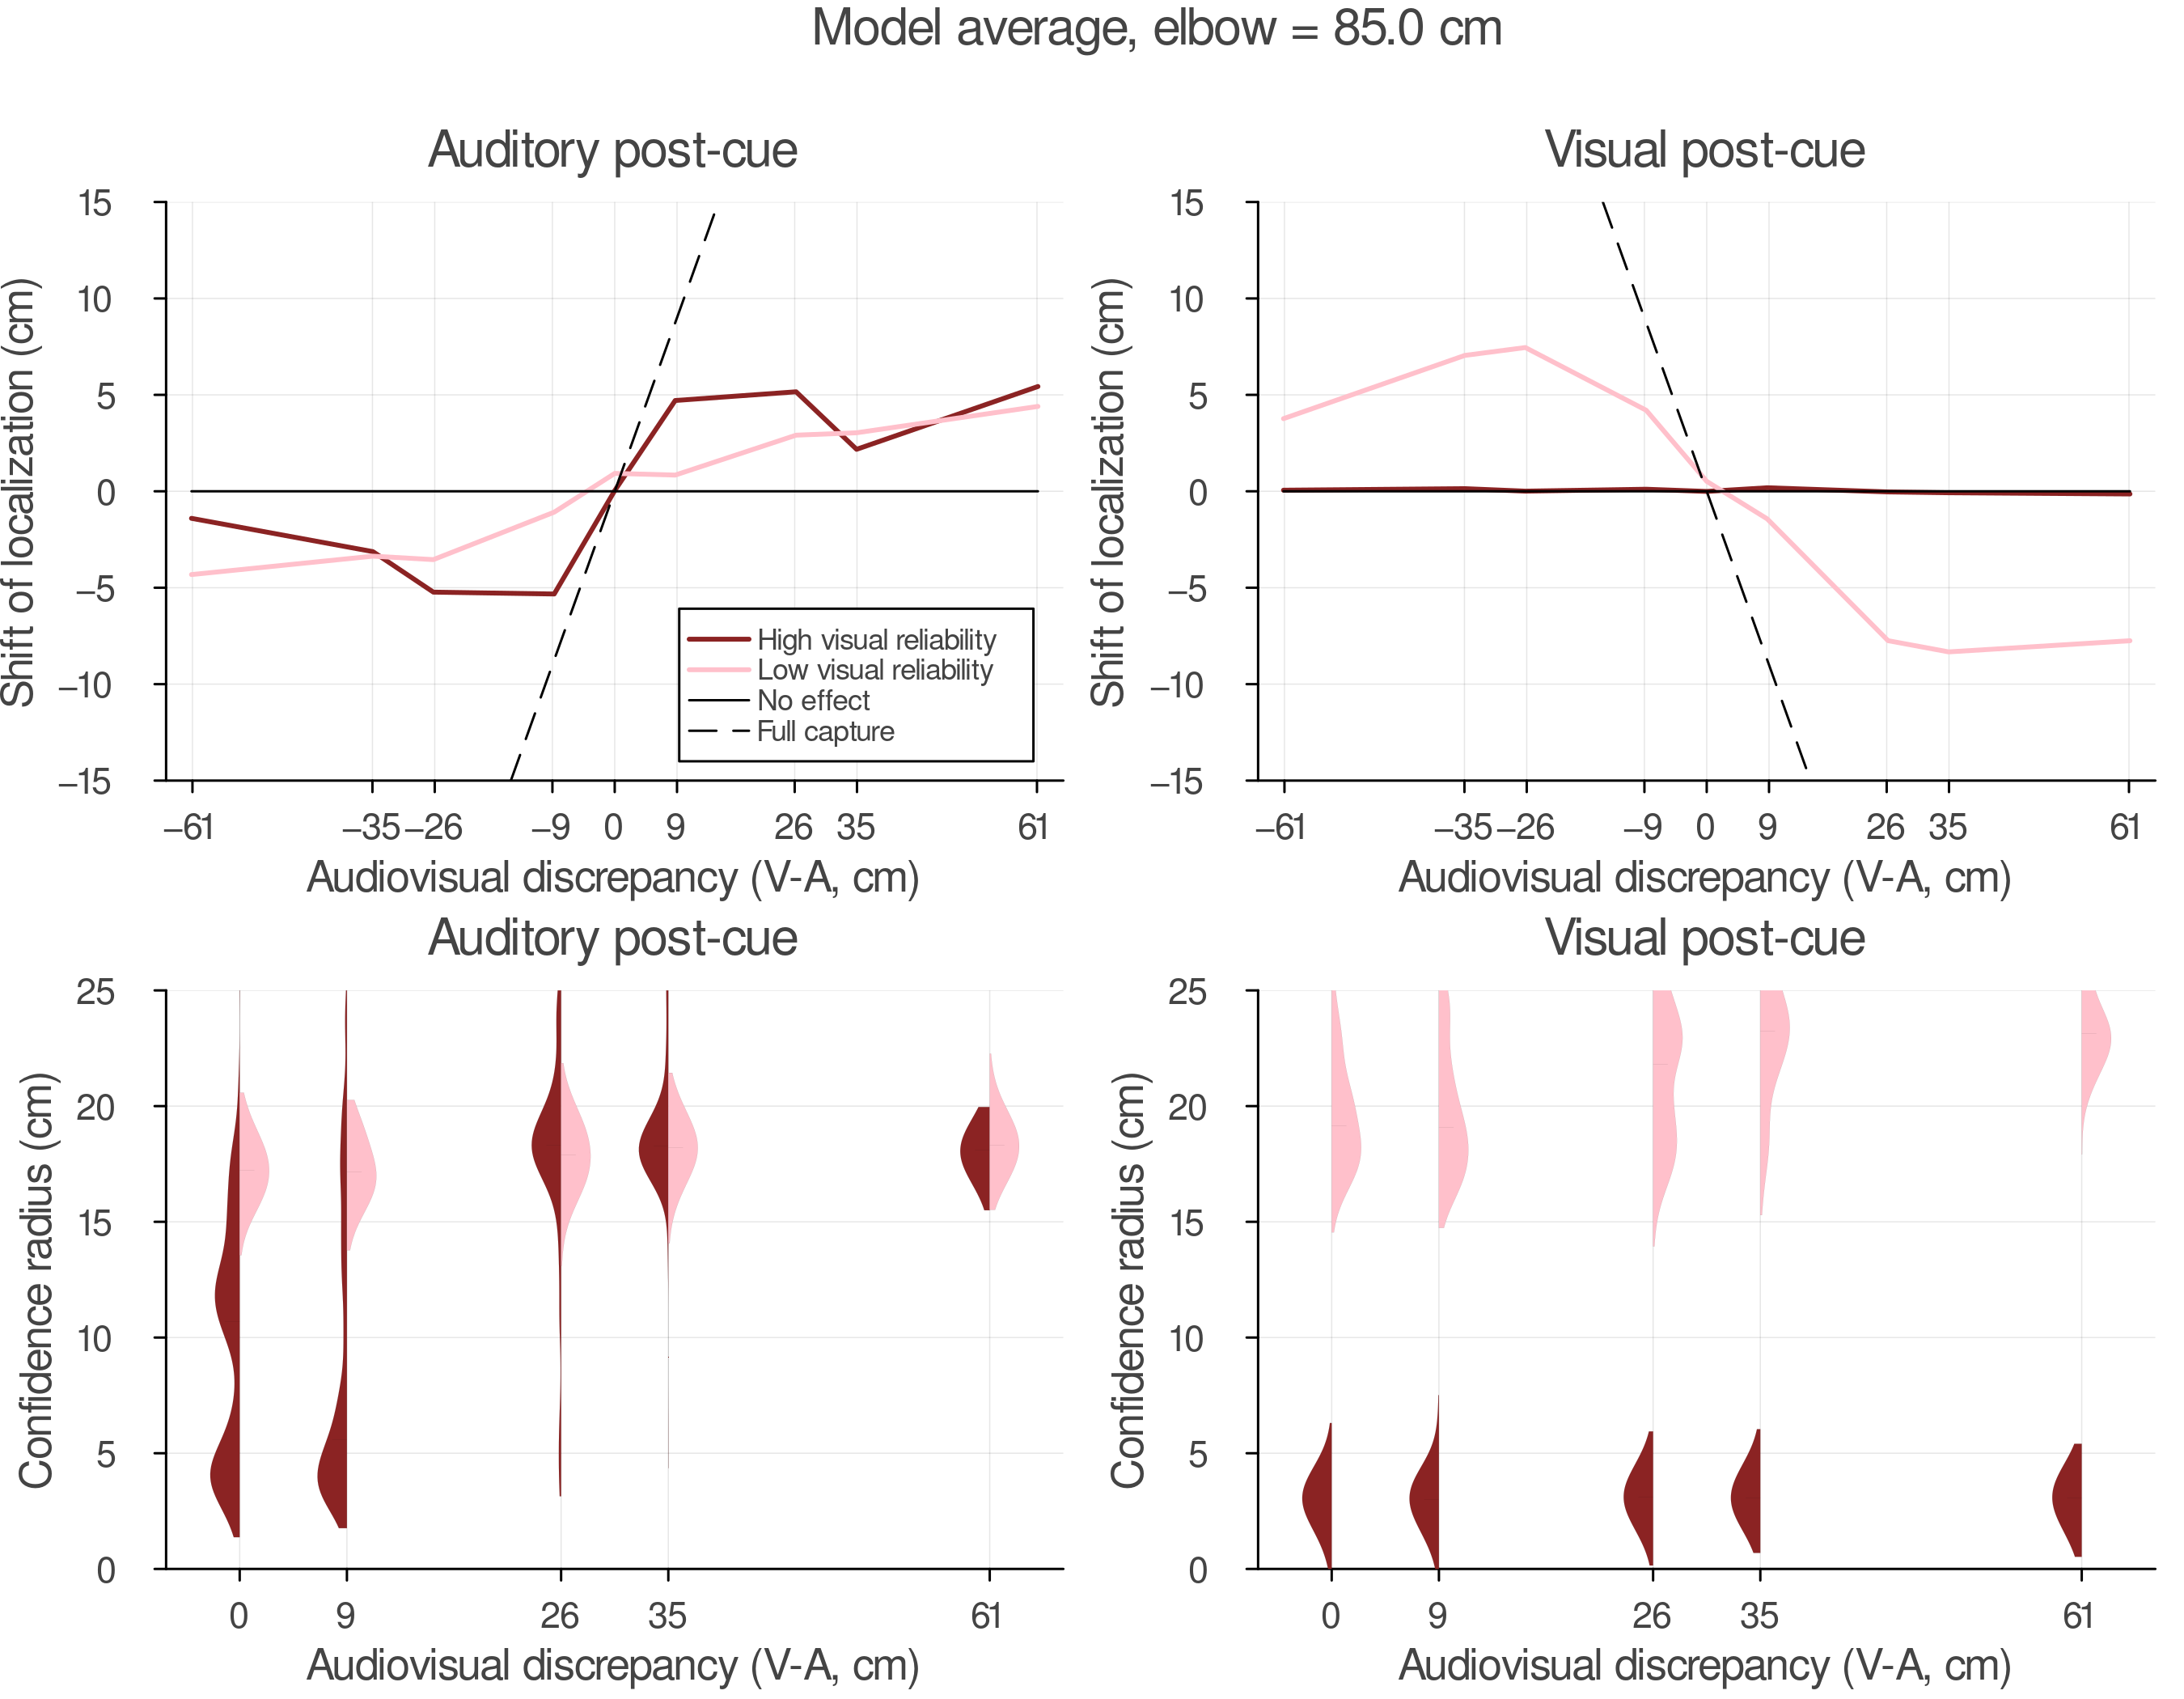 Model average, elbow = 85.0 cm
Auditory post-cue
15
10
5
0
−5
−10
−15
Shift of localization (cm)
High visual reliability
Low visual reliability
No effect
Full capture
−61 −35 −26 −9 0 9 26 35 61
Audiovisual discrepancy (V-A, cm)
Visual post-cue
15
10
5
0
−5
−10
−15
Shift of localization (cm)
−61 −35 −26 −9 0 9 26 35 61
Audiovisual discrepancy (V-A, cm)
Auditory post-cue
25
20
15
10
5
0
Confidence radius (cm)
0 9 26 35 61
Audiovisual discrepancy (V-A, cm)
Visual post-cue
25
20
15
10
5
0
Confidence radius (cm)
0 9 26 35 61
Audiovisual discrepancy (V-A, cm)